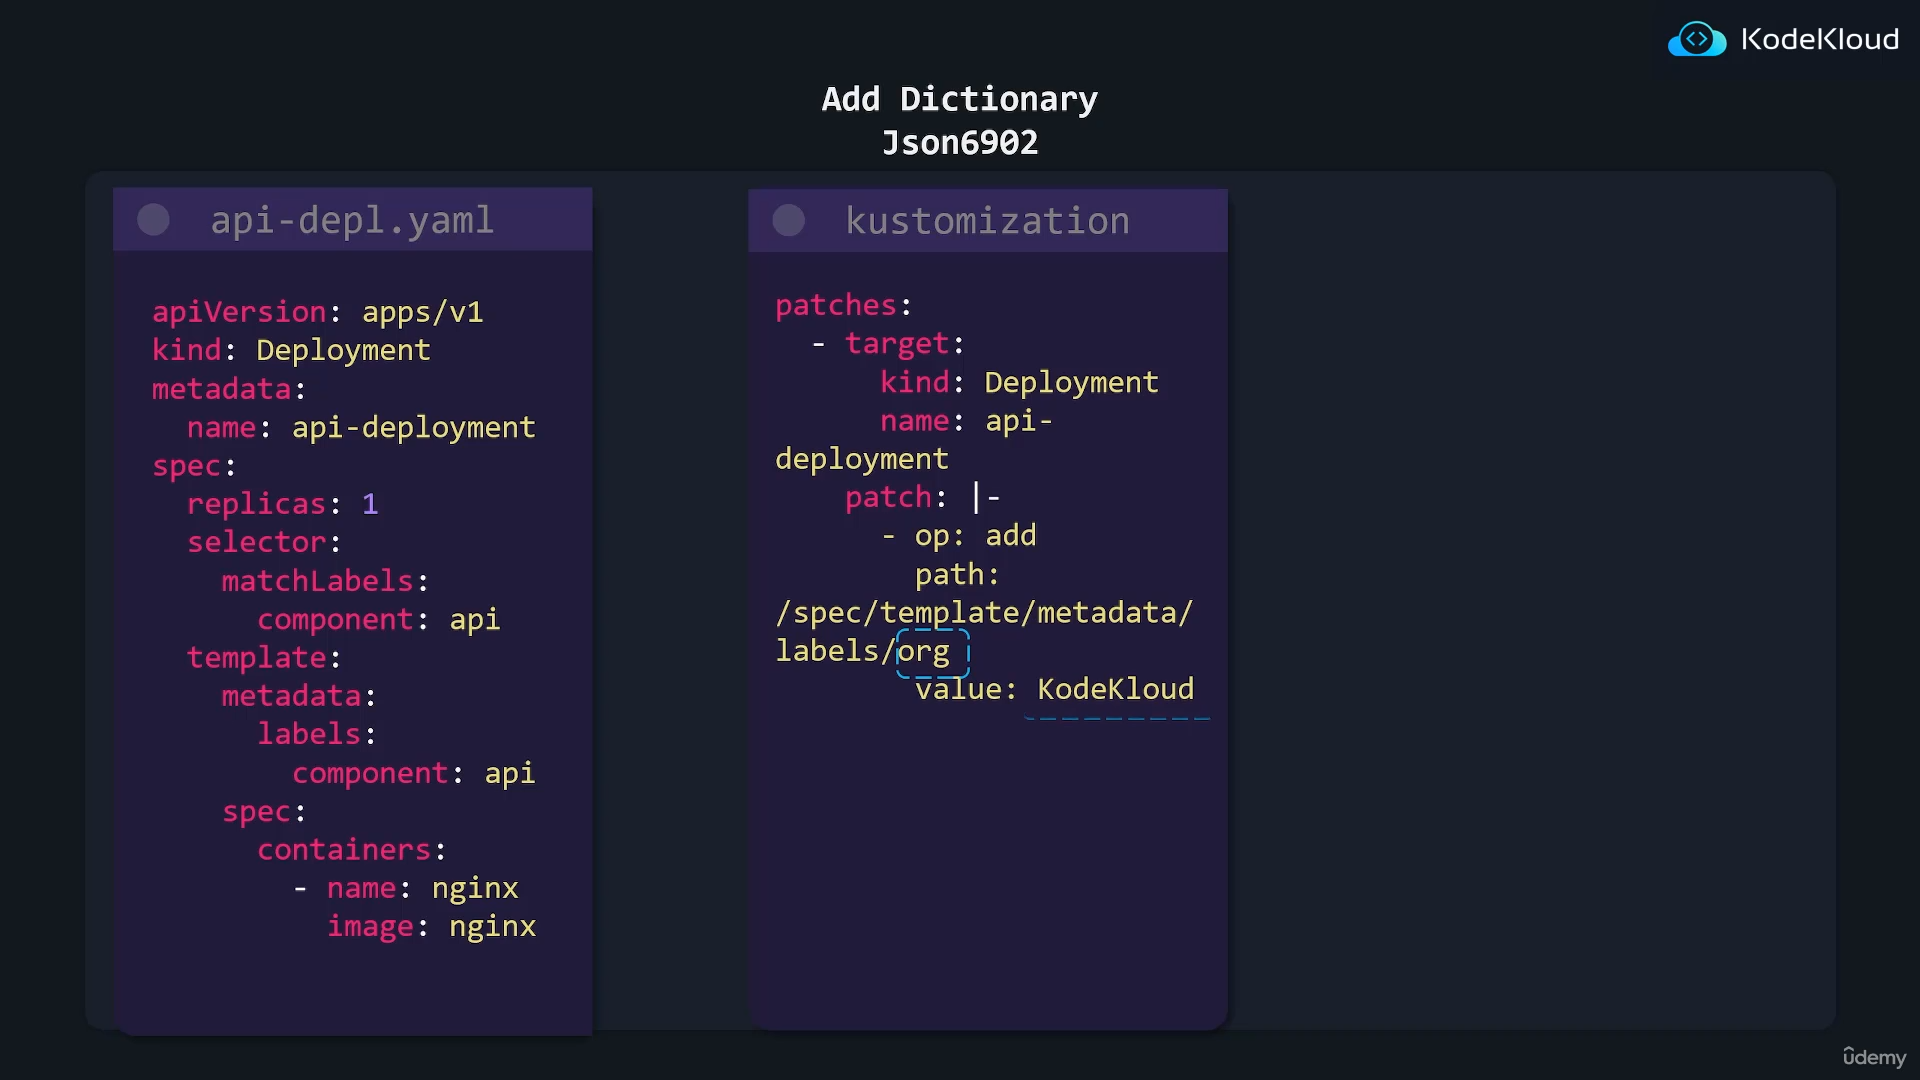 KodeKloud
Add Dictionary
Json6902
api-depl.yaml
apiVersion: apps/v1
kind: Deployment
metadata:
  name: api-deployment
spec:
  replicas: 1
  selector:
    matchLabels:
      component: api
  template:
    metadata:
      labels:
        component: api
    spec:
      containers:
        - name: nginx
          image: nginx
kustomization
patches:
  - target:
      kind: Deployment
      name: api-
deployment
    patch: |-
      - op: add
        path:
/spec/template/metadata/
labels/org
        value: KodeKloud
ûdemy